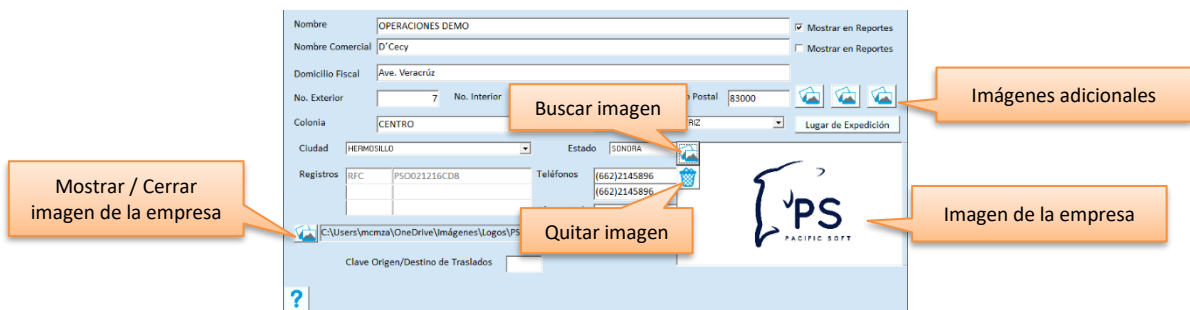 Nombre OPERACIONES DEMO Mostrar en Reportes
Nombre Comercial D'Cecy Mostrar en Reportes
Domicilio Fiscal Ave. Veracrúz
No. Exterior 7 No. Interior Postal 83000
Buscar imagen
Imágenes adicionales
Colonia CENTRO RIZ Lugar de Expedición
Ciudad HERMOSILLO Estado SONORA
Registros RFC PSO021216CD8 Teléfonos (662)2145896
(662)2145896
Mostrar / Cerrar
imagen de la empresa
PS
PACIFIC SOFT
Imagen de la empresa
Quitar imagen
C:\Users\mcmza\OneDrive\Imágenes\Logos\PS
Clave Origen/Destino de Traslados
?